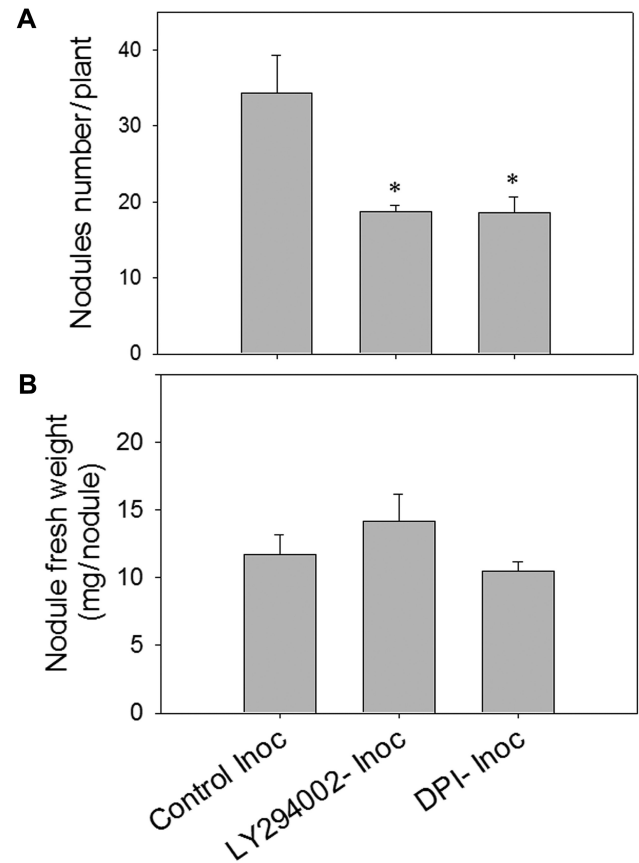 A
Nodules number/plant
40
30
20
10
0
*
*
B
Nodule fresh weight
(mg/nodule)
20
15
10
5
0
Control Inoc
LY294002- Inoc
DPI- Inoc